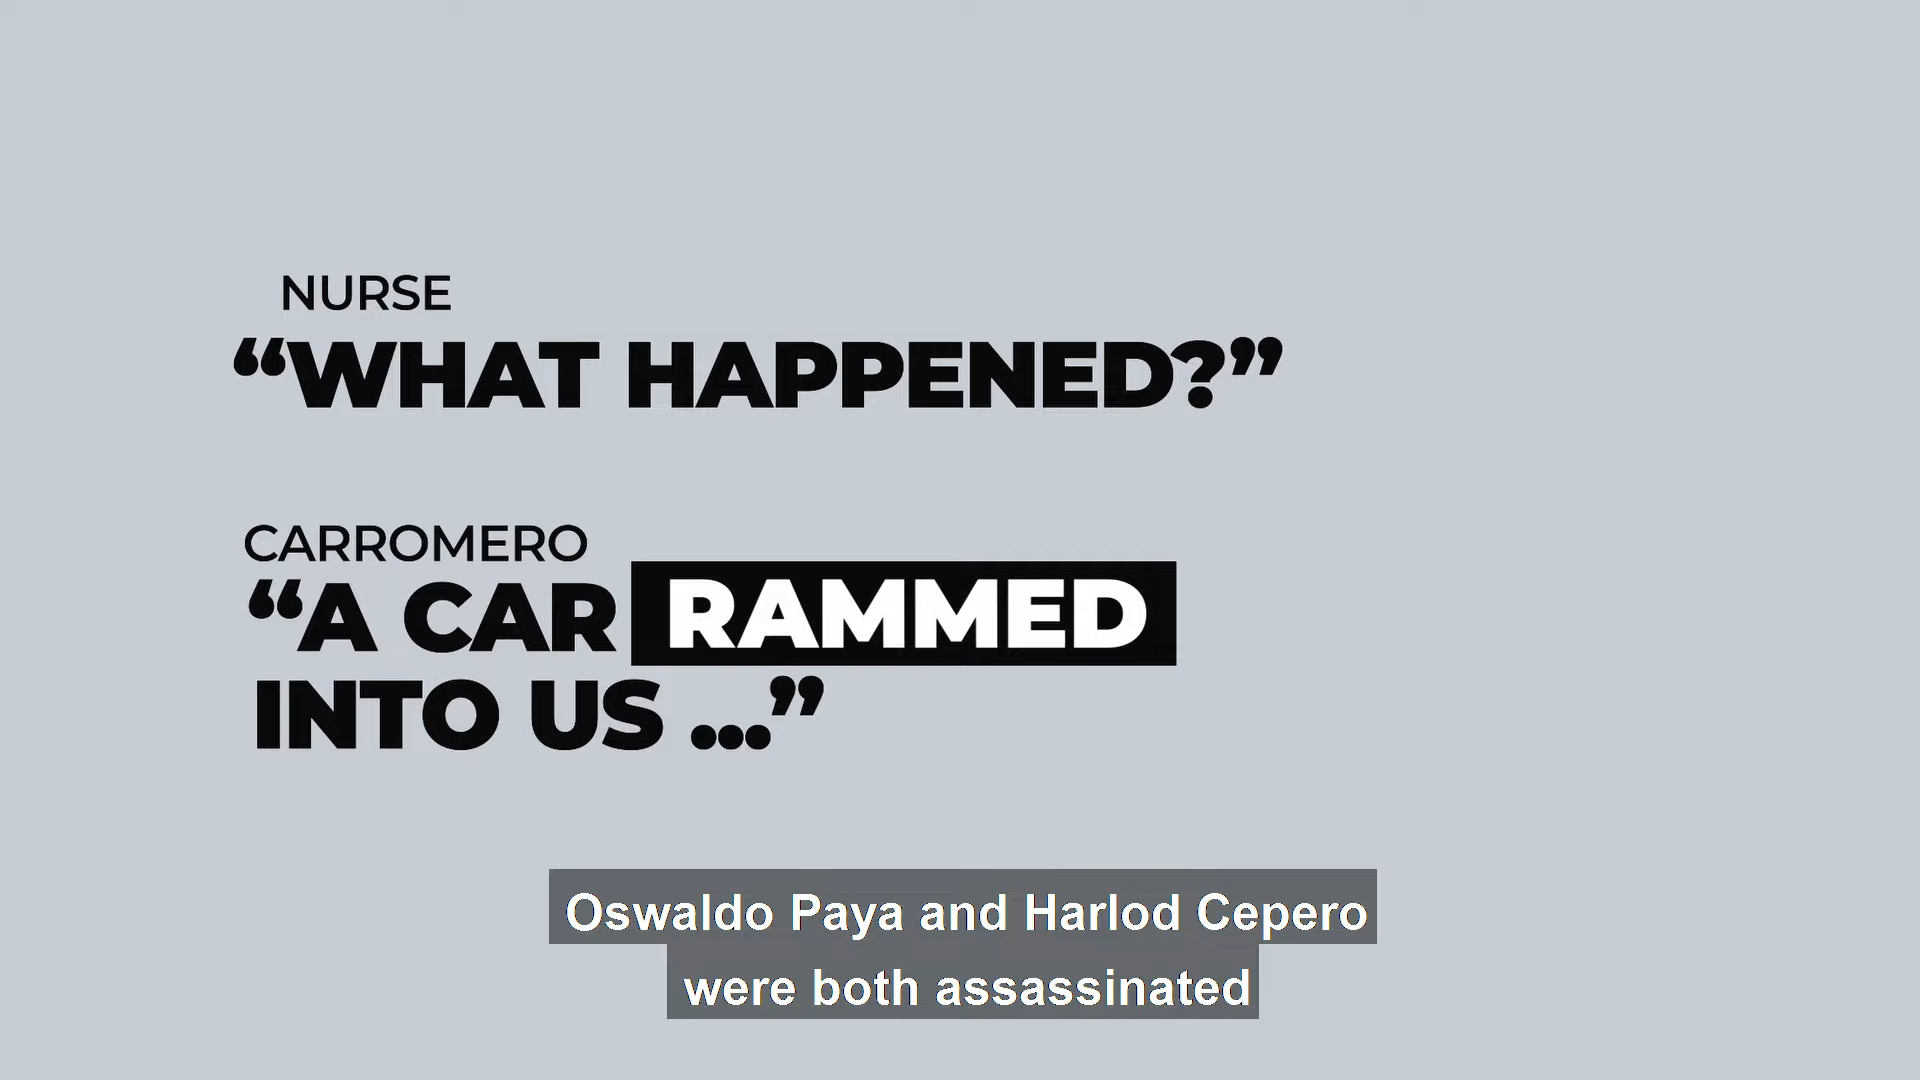 NURSE
“WHAT HAPPENED?”
CARROMERO
“A CAR RAMMED
INTO US ...”
Oswaldo Paya and Harlod Cepero
were both assassinated